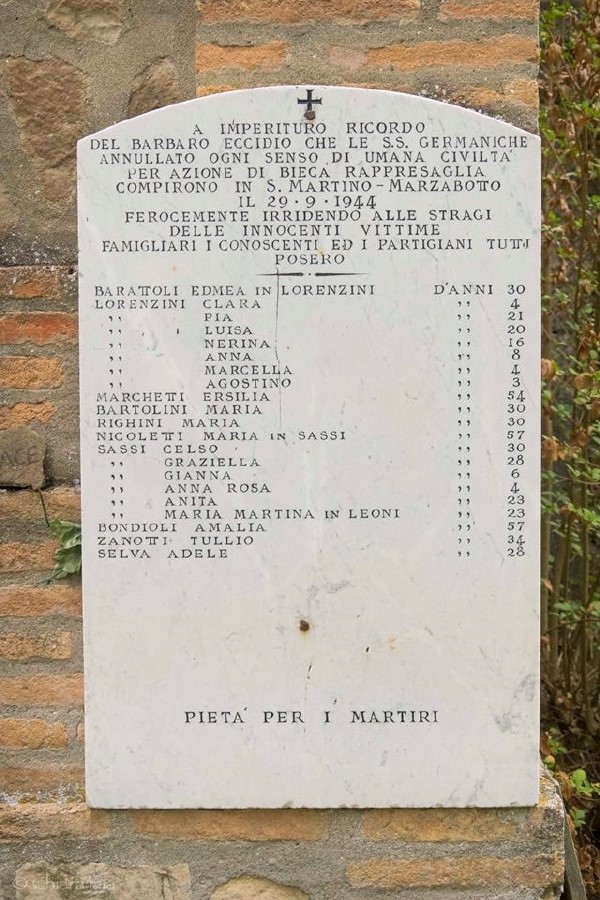 A IMPERITURO RICORDO
DEL BARBARO ECCIDIO CHE LE S.S. GERMANICHE
ANNULLATO OGNI SENSO DI UMANA CIVILTA'
PER AZIONE DI BIECA RAPPRESAGLIA
COMPIRONO IN S. MARTINO-MARZABOTTO
IL 29·9·1944
FEROCEMENTE IRRIDENDO ALLE STRAGI
DELLE INNOCENTI VITTIME
FAMIGLIARI I CONOSCENTI ED I PARTIGIANI TUTTI
POSERO
BARATTOLI EDMEA IN LORENZINI D'ANNI 30
LORENZINI CLARA ,, 4
,, PIA ,, 21
,, LUISA ,, 20
,, NERINA ,, 16
,, ANNA ,, 8
,, MARCELLA ,, 4
,, AGOSTINO ,, 3
MARCHETTI ERSILIA ,, 54
BARTOLINI MARIA ,, 30
RIGHINI MARIA ,, 30
NICOLETTI MARIA IN SASSI ,, 57
SASSI CELSO ,, 30
,, GRAZIELLA ,, 28
,, GIANNA ,, 6
,, ANNA ROSA ,, 4
,, ANITA ,, 23
,, MARIA MARTINA IN LEONI ,, 23
BONDIOLI AMALIA ,, 57
ZANOTTI TULLIO ,, 34
SELVA ADELE ,, 28
PIETA' PER I MARTIRI
ACE